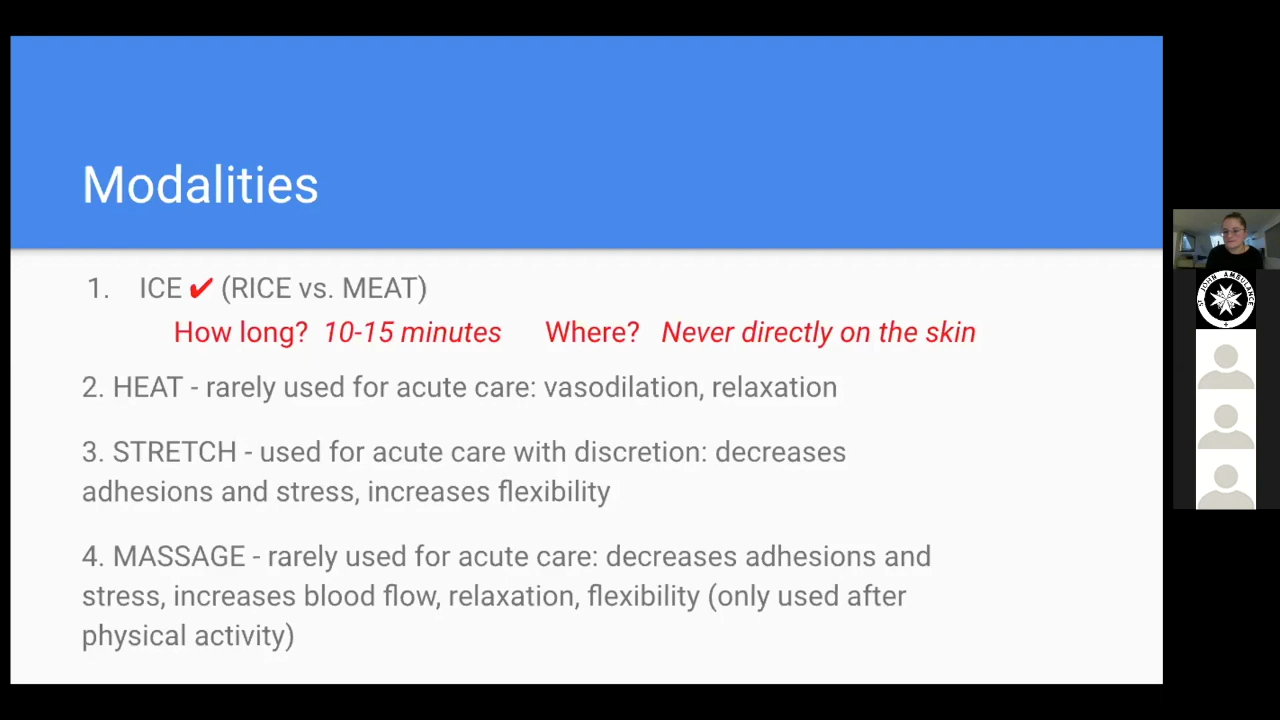 Modalities
1. ICE ✔ (RICE vs. MEAT)
How long? 10-15 minutes Where? Never directly on the skin
2. HEAT - rarely used for acute care: vasodilation, relaxation
3. STRETCH - used for acute care with discretion: decreases
adhesions and stress, increases flexibility
4. MASSAGE - rarely used for acute care: decreases adhesions and
stress, increases blood flow, relaxation, flexibility (only used after
physical activity)
ST JOHN AMBULANCE